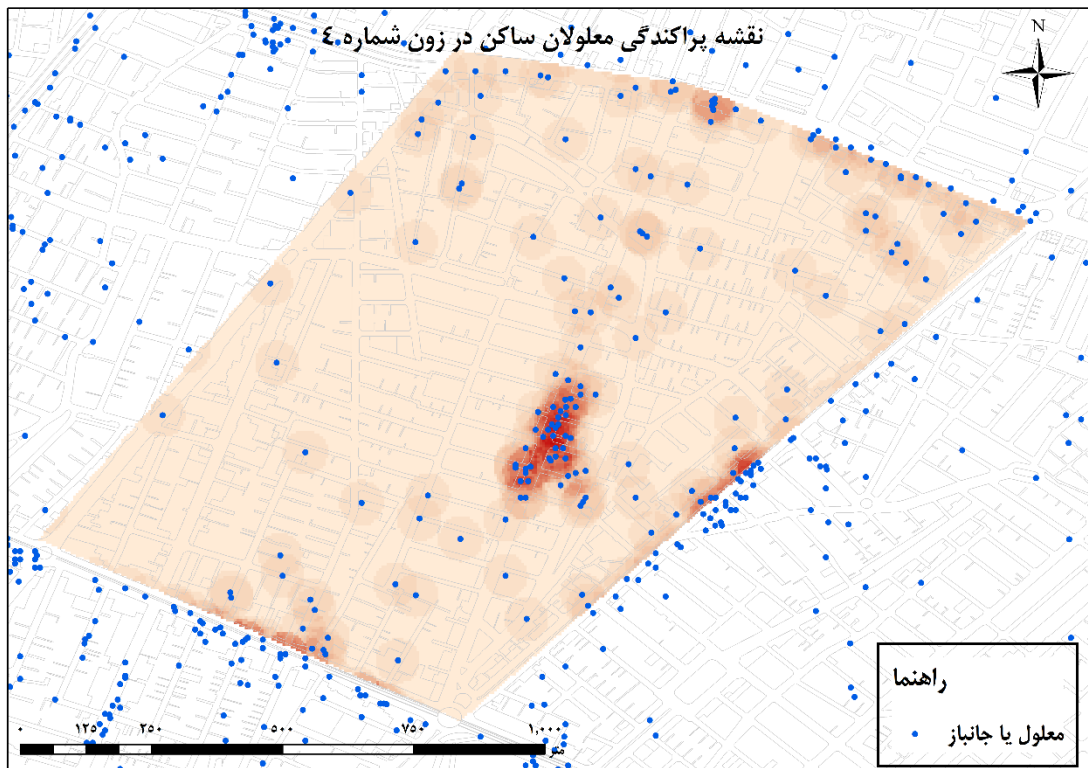 نقشه پراکندگی معلولان ساکن در زون شماره ٤
N
راهنما
معلول یا جانباز
۰ ۱۲۵ ۲۵۰ ۵۰۰ ۷۵۰ ۱,۰۰۰
متر